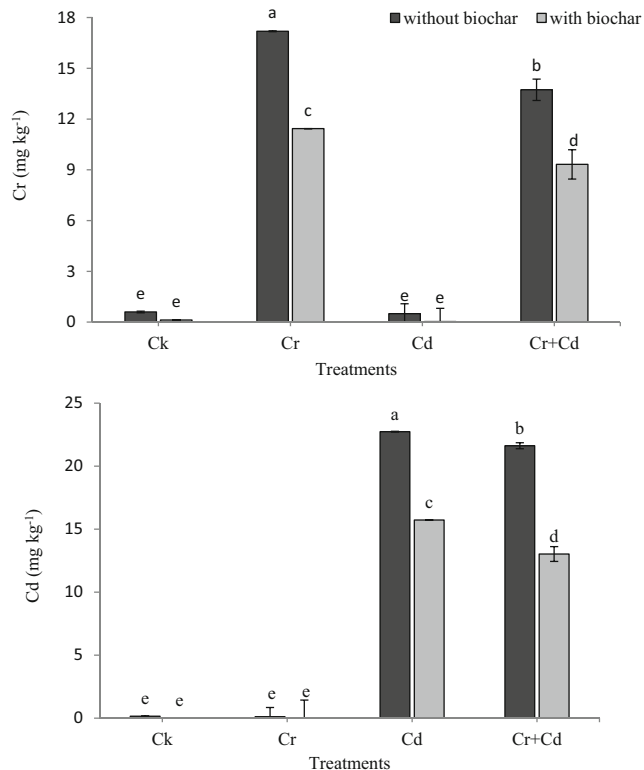 18
without biochar
with biochar
a
15
b
12
c
d
9
Cr (mg kg⁻¹)
6
3
e
e
e
e
0
Ck
Cr
Cd
Cr+Cd
Treatments
25
a
b
20
c
15
d
Cd (mg kg⁻¹)
10
5
e
e
e
e
0
Ck
Cr
Cd
Cr+Cd
Treatments